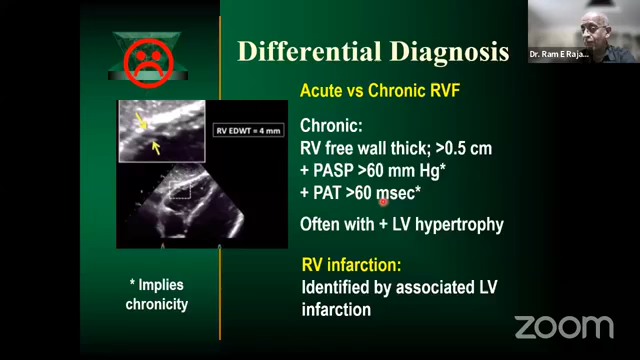 Differential Diagnosis
Dr. Ram E Raja...
Acute vs Chronic RVF
RV EDWT = 4 mm
Chronic:
RV free wall thick; >0.5 cm
+ PASP >60 mm Hg*
+ PAT >60 msec*
Often with + LV hypertrophy
* Implies
chronicity
RV infarction:
Identified by associated LV
infarction
zoom